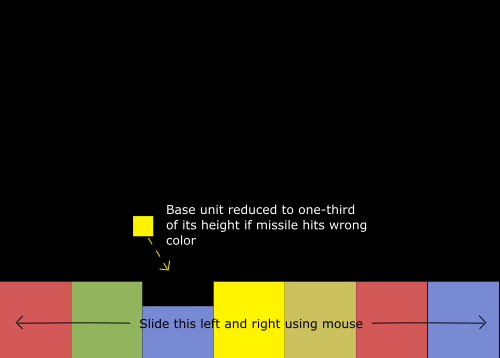 Base unit reduced to one-third
of its height if missile hits wrong
color
Slide this left and right using mouse